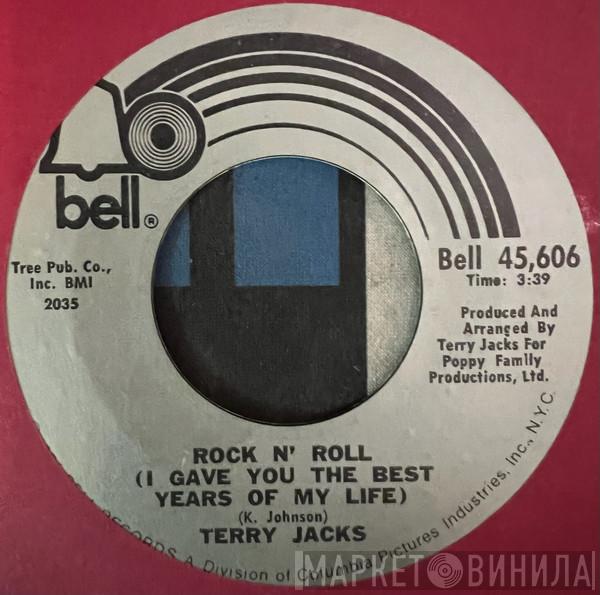 bell®
Tree Pub. Co.,
Inc. BMI
2035
Bell 45,606
Time: 3:39
Produced And
Arranged By
Terry Jacks For
Poppy Family
Productions, Ltd.
ROCK N' ROLL
(I GAVE YOU THE BEST
YEARS OF MY LIFE)
(K. Johnson)
TERRY JACKS
RECORDS A Division of Columbia Pictures Industries, Inc., N.Y.C.
МАРКЕТ ВИНИЛА